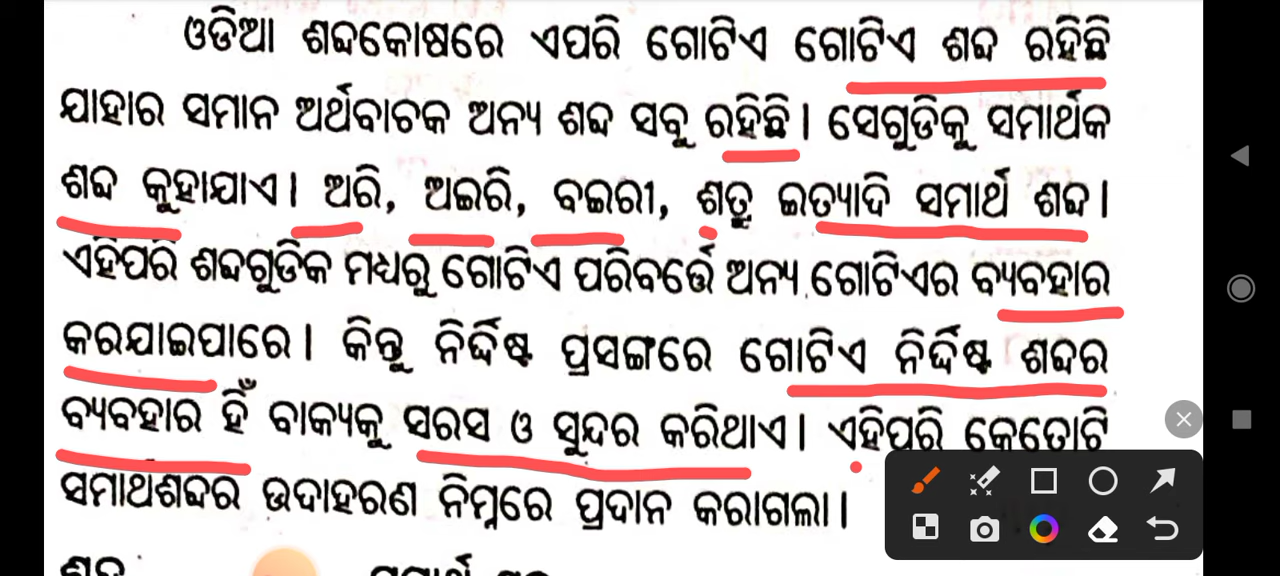 ଓଡିଆ ଶବ୍ଦକୋଷରେ ଏପରି ଗୋଟିଏ ଗୋଟିଏ ଶବ୍ଦ ରହିଛି
ଯାହାର ସମାନ ଅର୍ଥବାଚକ ଅନ୍ୟ ଶବ୍ଦ ସବୁ ରହିଛି। ସେଗୁଡିକୁ ସମାର୍ଥକ
ଶବ୍ଦ କୁହାଯାଏ। ଅରି, ଅଇରି, ବଇରୀ, ଶତ୍ରୁ ଇତ୍ୟାଦି ସମାର୍ଥ ଶବ୍ଦ।
ଏହିପରି ଶବ୍ଦଗୁଡିକ ମଧ୍ୟରୁ ଗୋଟିଏ ପରିବର୍ତ୍ତେ ଅନ୍ୟ ଗୋଟିଏର ବ୍ୟବହାର
କରଯାଇପାରେ। କିନ୍ତୁ ନିର୍ଦ୍ଦିଷ୍ଟ ପ୍ରସଙ୍ଗରେ ଗୋଟିଏ ନିର୍ଦ୍ଦିଷ୍ଟ ଶବ୍ଦର
ବ୍ୟବହାର ହିଁ ବାକ୍ୟକୁ ସରସ ଓ ସୁନ୍ଦର କରିଥାଏ। ଏହିପରି କେତୋଟି
ସମାଥଶବ୍ଦର ଉଦାହରଣ ନିମ୍ନରେ ପ୍ରଦାନ କରାଗଲା।